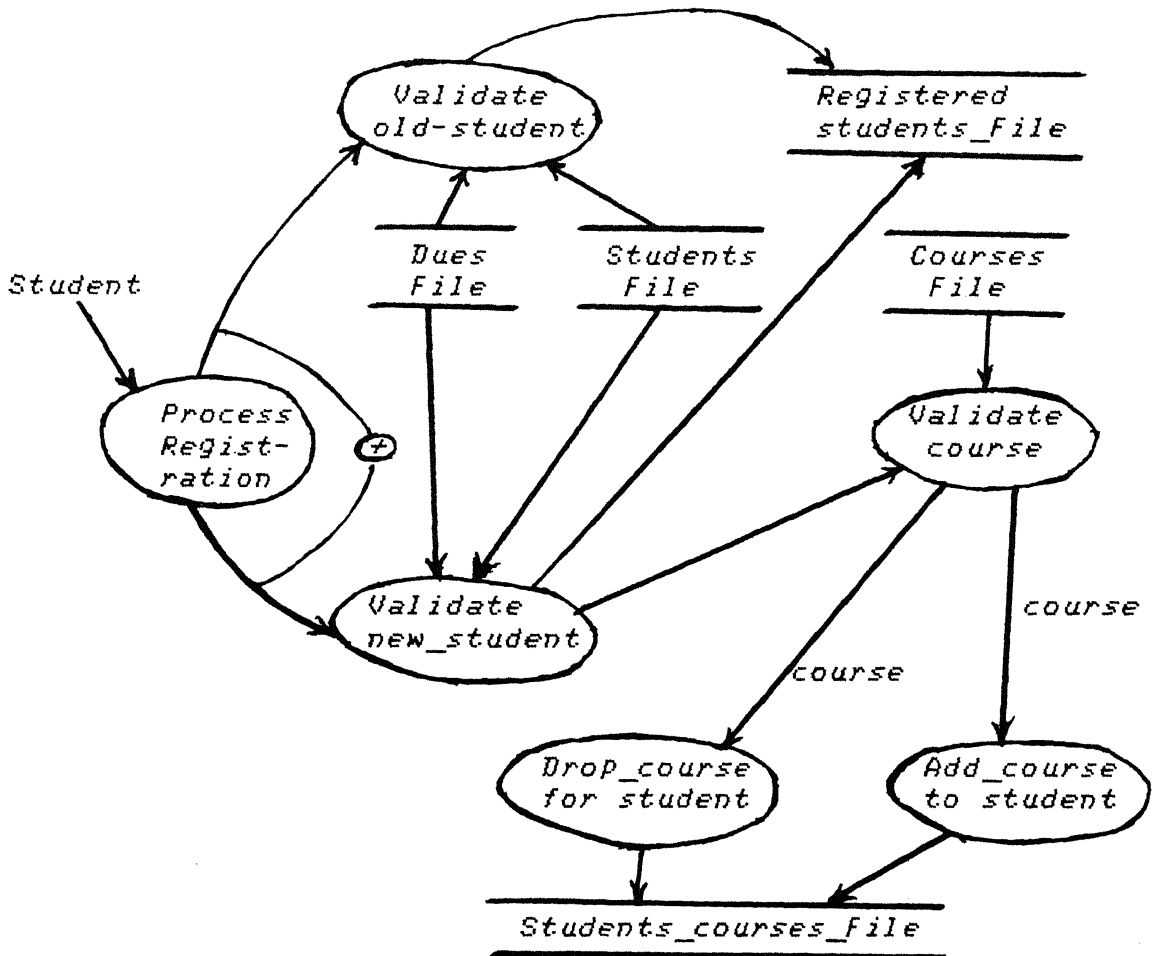 Validate
old-student
Registered
students_File
Dues
File
Students
File
Courses
File
Student
Process
Regist-
ration
+
Validate
course
Validate
new_student
course
course
Drop_course
for student
Add_course
to student
Students_courses_File